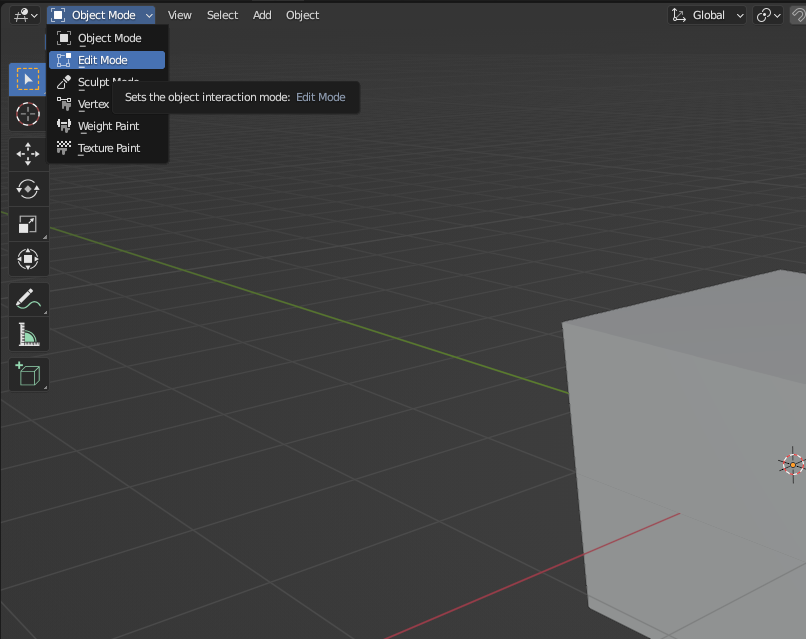 Object Mode View Select Add Object Global
Object Mode
Edit Mode
Sculpt Mode
Sets the object interaction mode: Edit Mode
Vertex
Weight Paint
Texture Paint